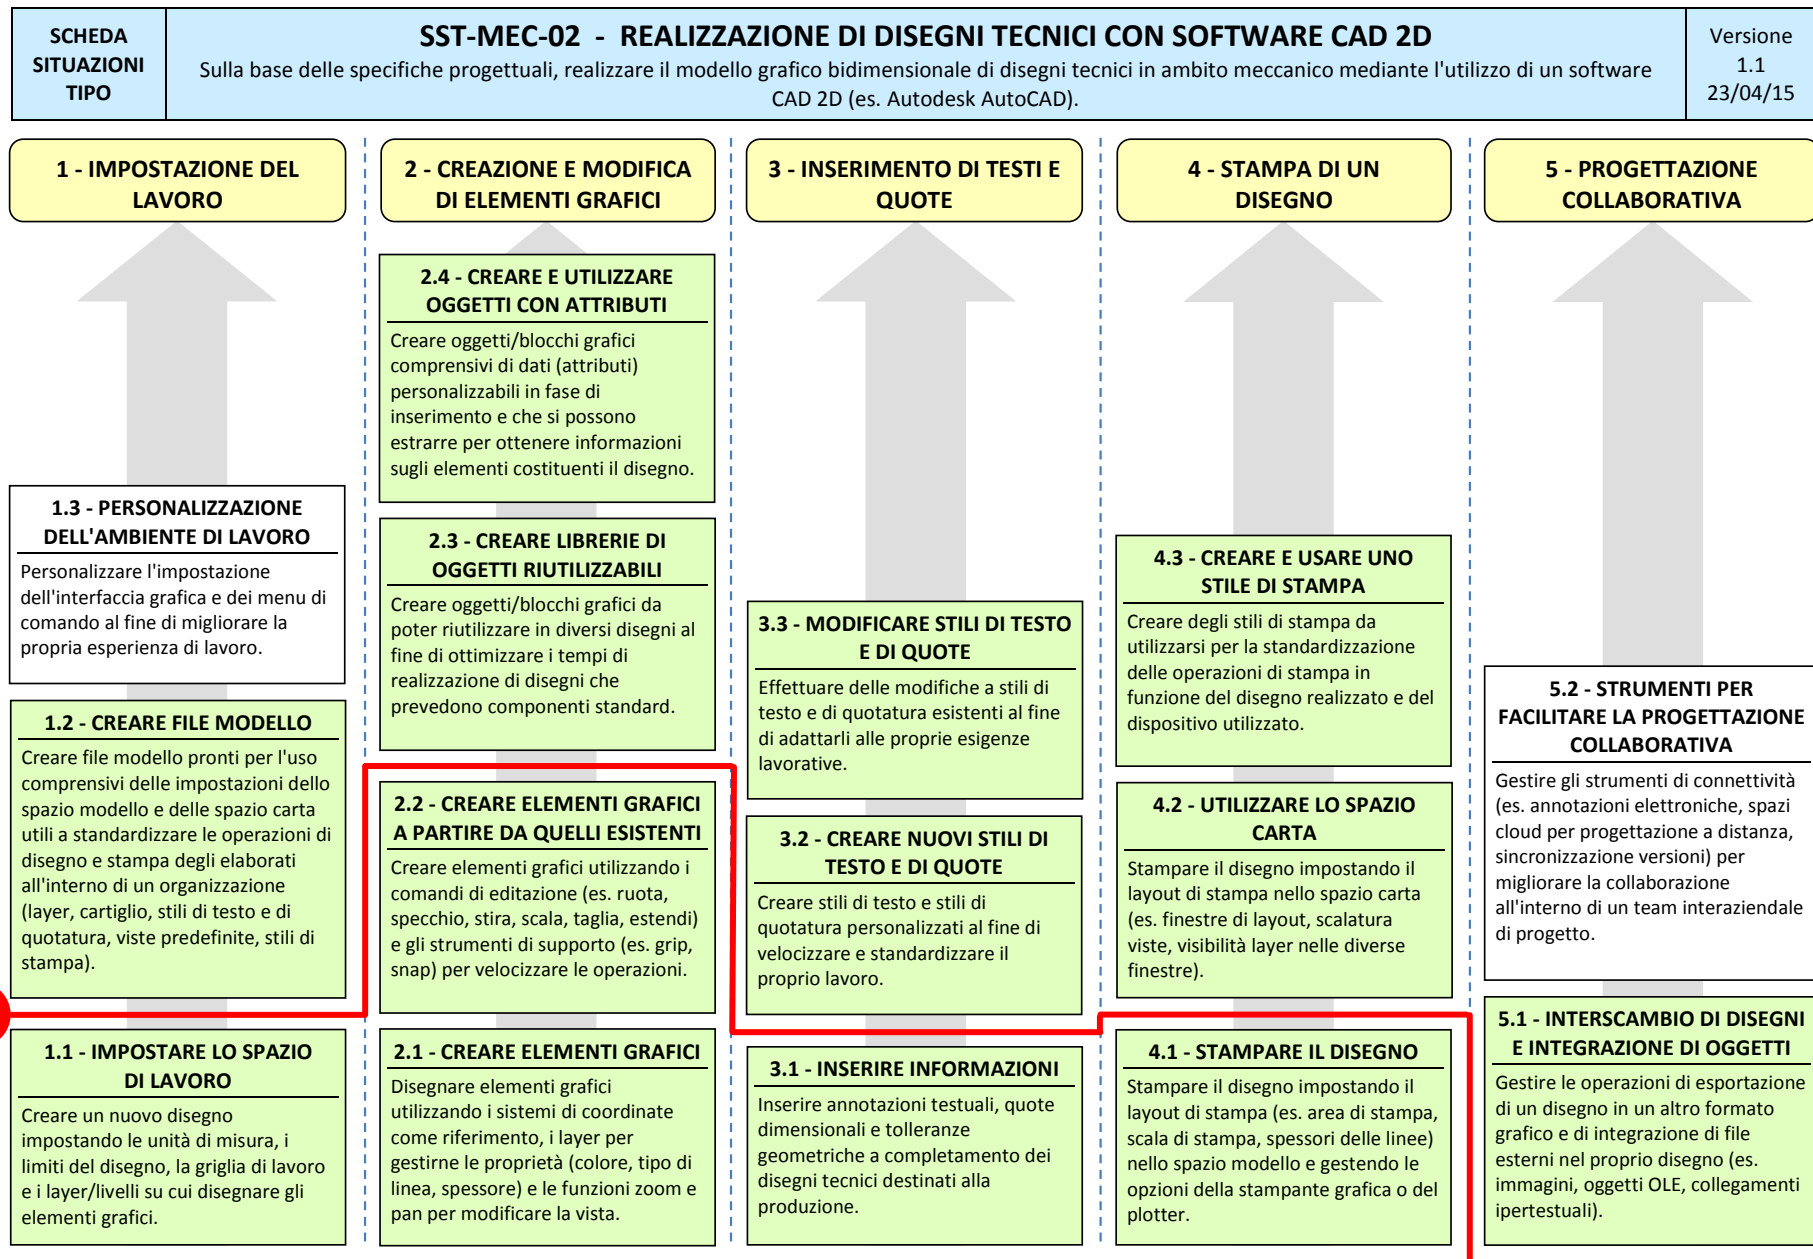 SCHEDA
SITUAZIONI
TIPO
SST-MEC-02 - REALIZZAZIONE DI DISEGNI TECNICI CON SOFTWARE CAD 2D
Sulla base delle specifiche progettuali, realizzare il modello grafico bidimensionale di disegni tecnici in ambito meccanico mediante l'utilizzo di un software
CAD 2D (es. Autodesk AutoCAD).
Versione
1.1
23/04/15
1 - IMPOSTAZIONE DEL
LAVORO
1.3 - PERSONALIZZAZIONE
DELL'AMBIENTE DI LAVORO
Personalizzare l'impostazione
dell'interfaccia grafica e dei menu di
comando al fine di migliorare la
propria esperienza di lavoro.
1.2 - CREARE FILE MODELLO
Creare file modello pronti per l'uso
comprensivi delle impostazioni dello
spazio modello e delle spazio carta
utili a standardizzare le operazioni di
disegno e stampa degli elaborati
all'interno di un organizzazione
(layer, cartiglio, stili di testo e di
quotatura, viste predefinite, stili di
stampa).
1.1 - IMPOSTARE LO SPAZIO
DI LAVORO
Creare un nuovo disegno
impostando le unità di misura, i
limiti del disegno, la griglia di lavoro
e i layer/livelli su cui disegnare gli
elementi grafici.
2 - CREAZIONE E MODIFICA
DI ELEMENTI GRAFICI
2.4 - CREARE E UTILIZZARE
OGGETTI CON ATTRIBUTI
Creare oggetti/blocchi grafici
comprensivi di dati (attributi)
personalizzabili in fase di
inserimento e che si possono
estrarre per ottenere informazioni
sugli elementi costituenti il disegno.
2.3 - CREARE LIBRERIE DI
OGGETTI RIUTILIZZABILI
Creare oggetti/blocchi grafici da
poter riutilizzare in diversi disegni al
fine di ottimizzare i tempi di
realizzazione di disegni che
prevedono componenti standard.
2.2 - CREARE ELEMENTI GRAFICI
A PARTIRE DA QUELLI ESISTENTI
Creare elementi grafici utilizzando i
comandi di editazione (es. ruota,
specchio, stira, scala, taglia, estendi)
e gli strumenti di supporto (es. grip,
snap) per velocizzare le operazioni.
2.1 - CREARE ELEMENTI GRAFICI
Disegnare elementi grafici
utilizzando i sistemi di coordinate
come riferimento, i layer per
gestirne le proprietà (colore, tipo di
linea, spessore) e le funzioni zoom e
pan per modificare la vista.
3 - INSERIMENTO DI TESTI E
QUOTE
3.3 - MODIFICARE STILI DI TESTO
E DI QUOTE
Effettuare delle modifiche a stili di
testo e di quotatura esistenti al fine
di adattarli alle proprie esigenze
lavorative.
3.2 - CREARE NUOVI STILI DI
TESTO E DI QUOTE
Creare stili di testo e stili di
quotatura personalizzati al fine di
velocizzare e standardizzare il
proprio lavoro.
3.1 - INSERIRE INFORMAZIONI
Inserire annotazioni testuali, quote
dimensionali e tolleranze
geometriche a completamento dei
disegni tecnici destinati alla
produzione.
4 - STAMPA DI UN
DISEGNO
4.3 - CREARE E USARE UNO
STILE DI STAMPA
Creare degli stili di stampa da
utilizzarsi per la standardizzazione
delle operazioni di stampa in
funzione del disegno realizzato e del
dispositivo utilizzato.
4.2 - UTILIZZARE LO SPAZIO
CARTA
Stampare il disegno impostando il
layout di stampa nello spazio carta
(es. finestre di layout, scalatura
viste, visibilità layer nelle diverse
finestre).
4.1 - STAMPARE IL DISEGNO
Stampare il disegno impostando il
layout di stampa (es. area di stampa,
scala di stampa, spessori delle linee)
nello spazio modello e gestendo le
opzioni della stampante grafica o del
plotter.
5 - PROGETTAZIONE
COLLABORATIVA
5.2 - STRUMENTI PER
FACILITARE LA PROGETTAZIONE
COLLABORATIVA
Gestire gli strumenti di connettività
(es. annotazioni elettroniche, spazi
cloud per progettazione a distanza,
sincronizzazione versioni) per
migliorare la collaborazione
all'interno di un team interaziendale
di progetto.
5.1 - INTERSCAMBIO DI DISEGNI
E INTEGRAZIONE DI OGGETTI
Gestire le operazioni di esportazione
di un disegno in un altro formato
grafico e di integrazione di file
esterni nel proprio disegno (es.
immagini, oggetti OLE, collegamenti
ipertestuali).